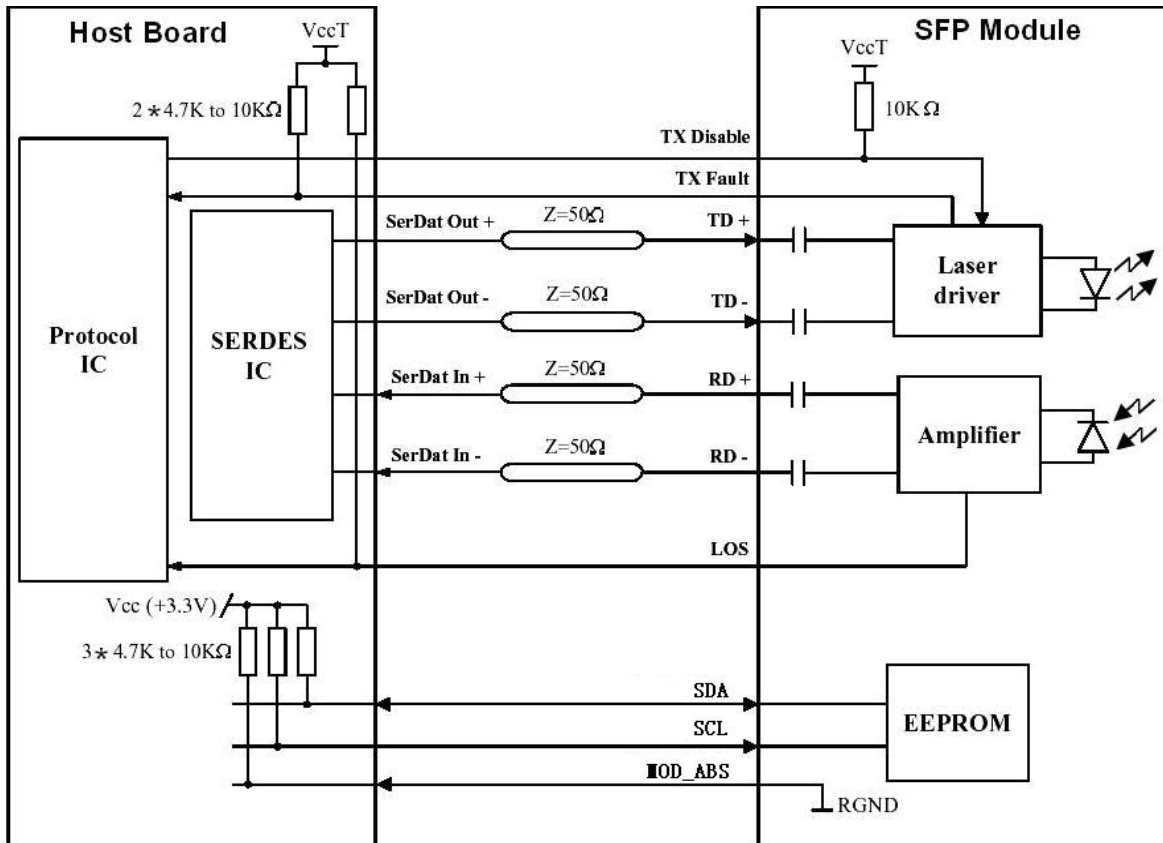 Host Board
SFP Module
VccT
VccT
2*4.7K to 10KΩ
10KΩ
TX Disable
TX Fault
SerDat Out +
Z=50Ω
TD +
SerDat Out -
Z=50Ω
TD -
Laser
driver
Protocol
IC
SERDES
IC
SerDat In +
Z=50Ω
RD +
SerDat In -
Z=50Ω
RD -
Amplifier
LOS
Vcc (+3.3V)
3*4.7K to 10KΩ
SDA
SCL
MOD_ABS
EEPROM
RGND